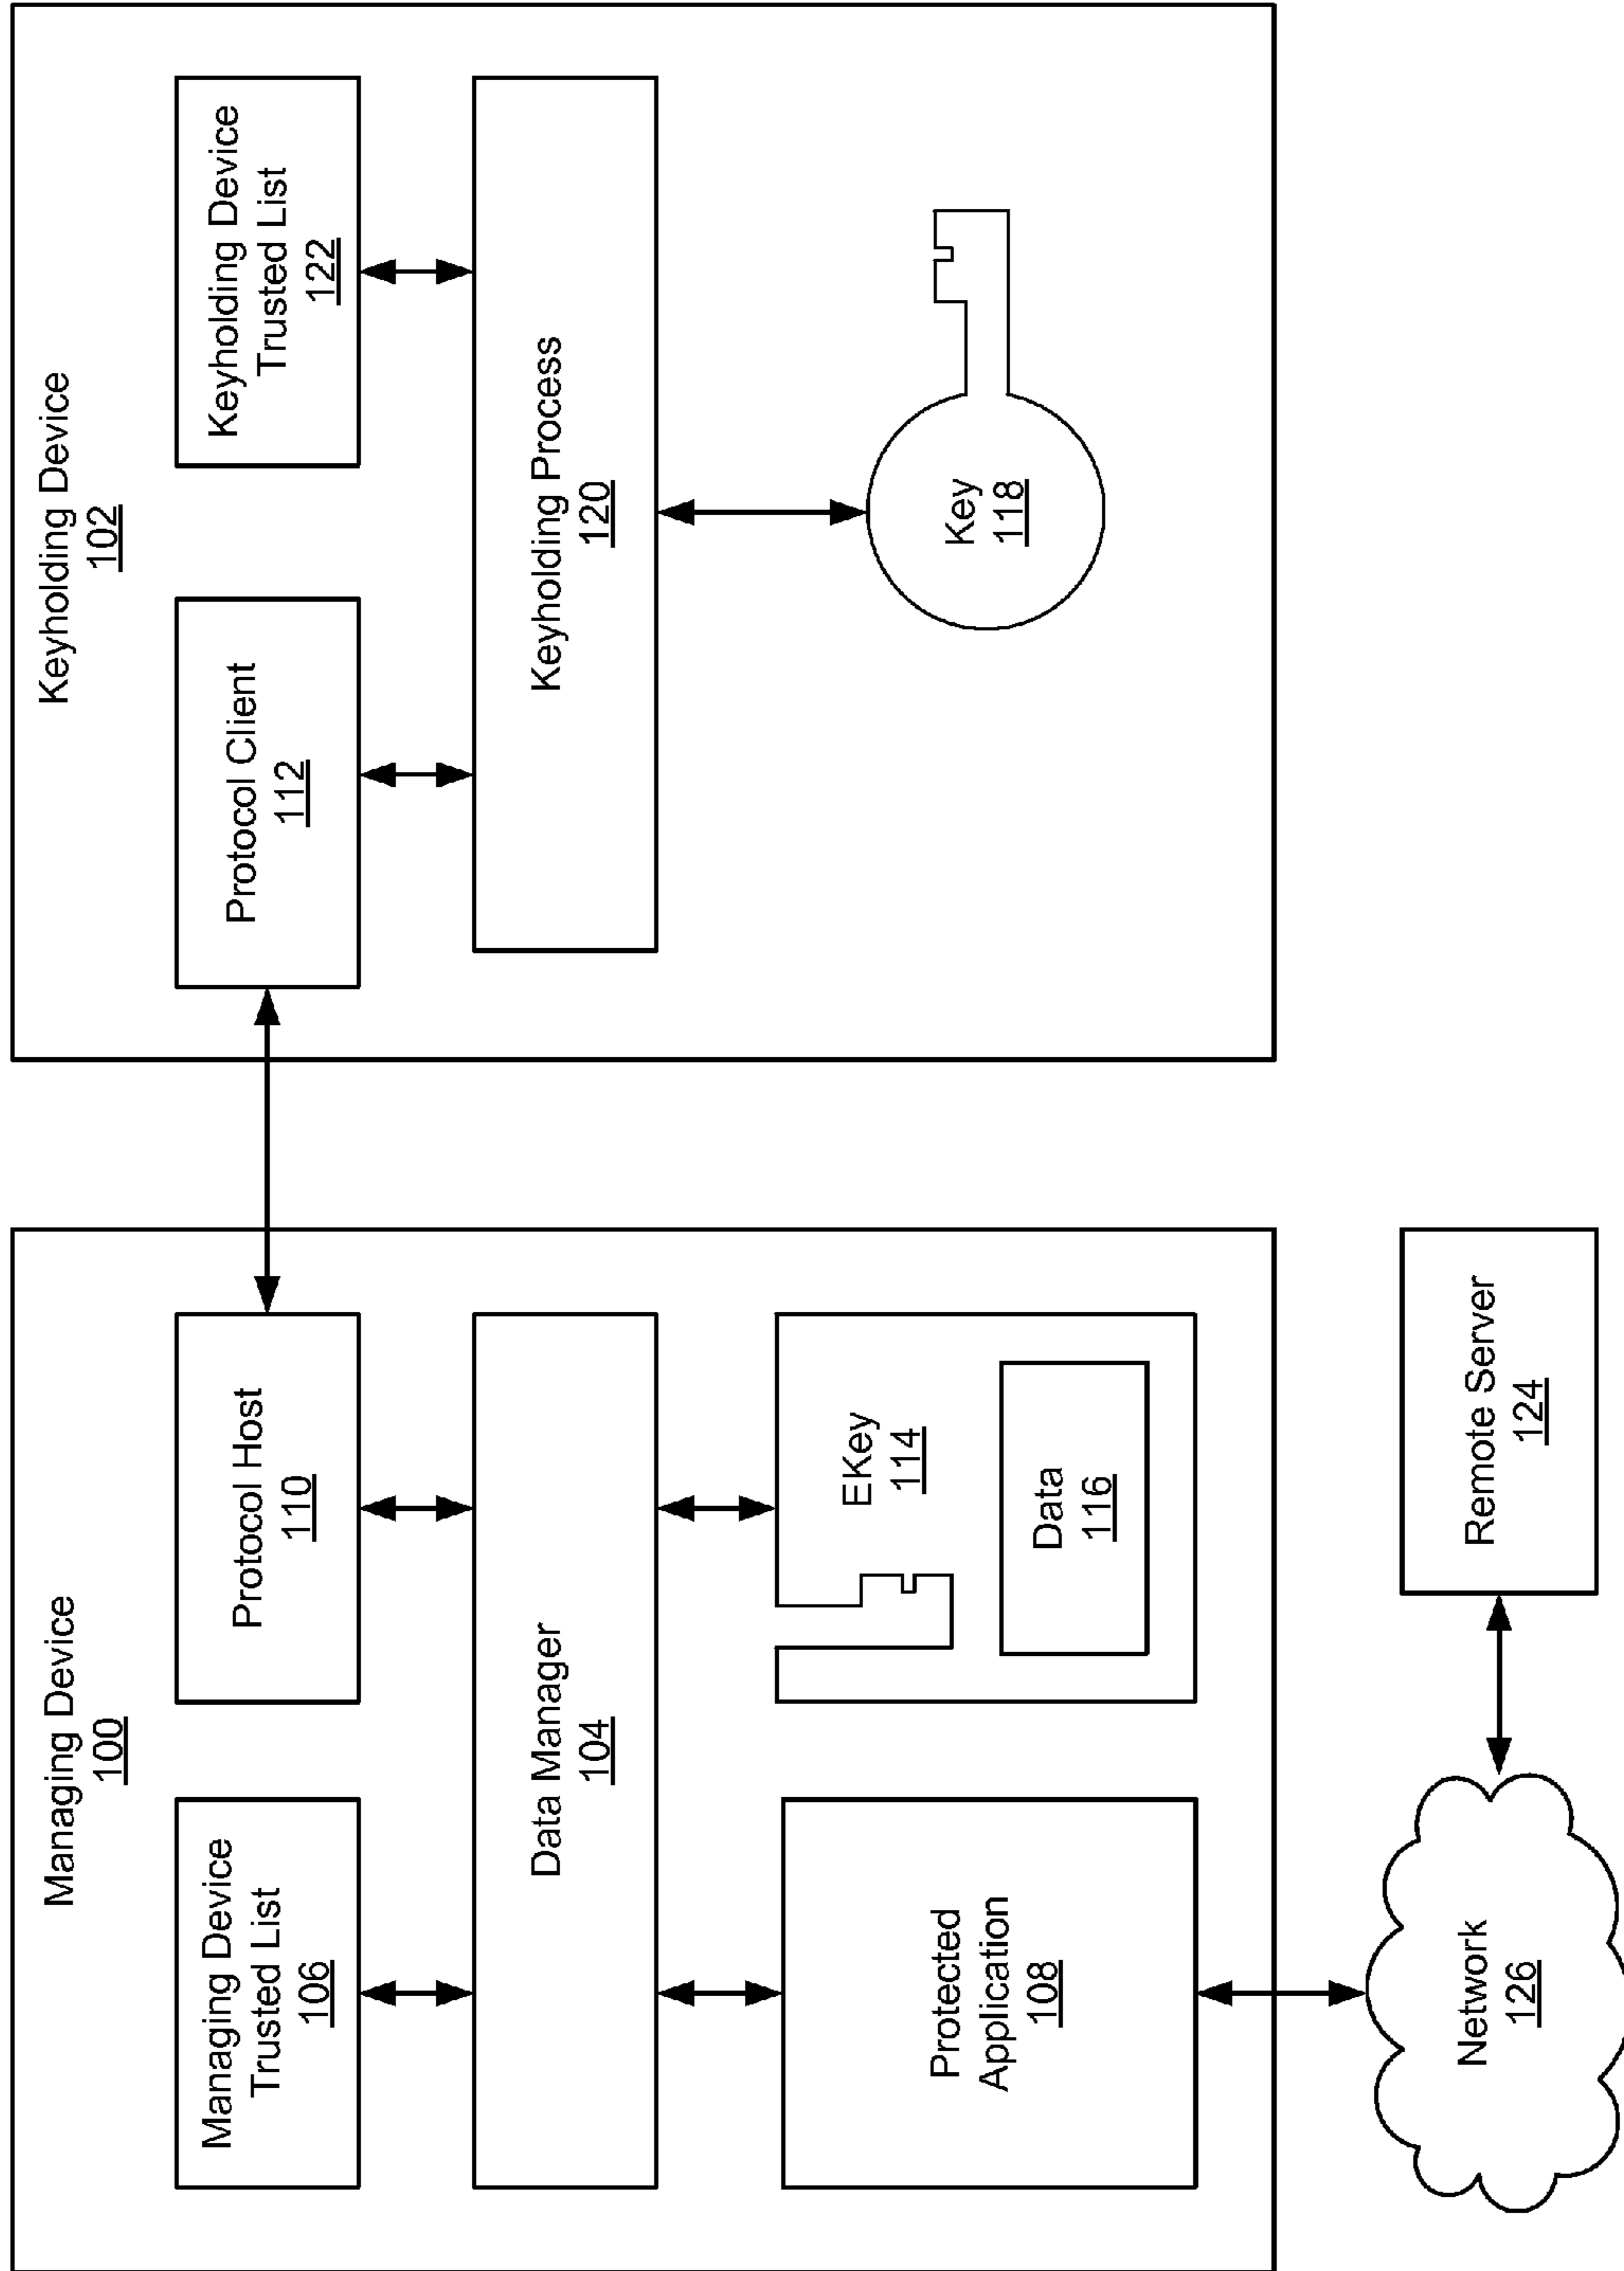 Managing Device
100
Managing Device
Trusted List
106
Protocol Host
110
Data Manager
104
Protected
Application
108
EKey
114
Data
116
Network
126
Remote Server
124
Keyholding Device
102
Protocol Client
112
Keyholding Device
Trusted List
122
Keyholding Process
120
Key
118